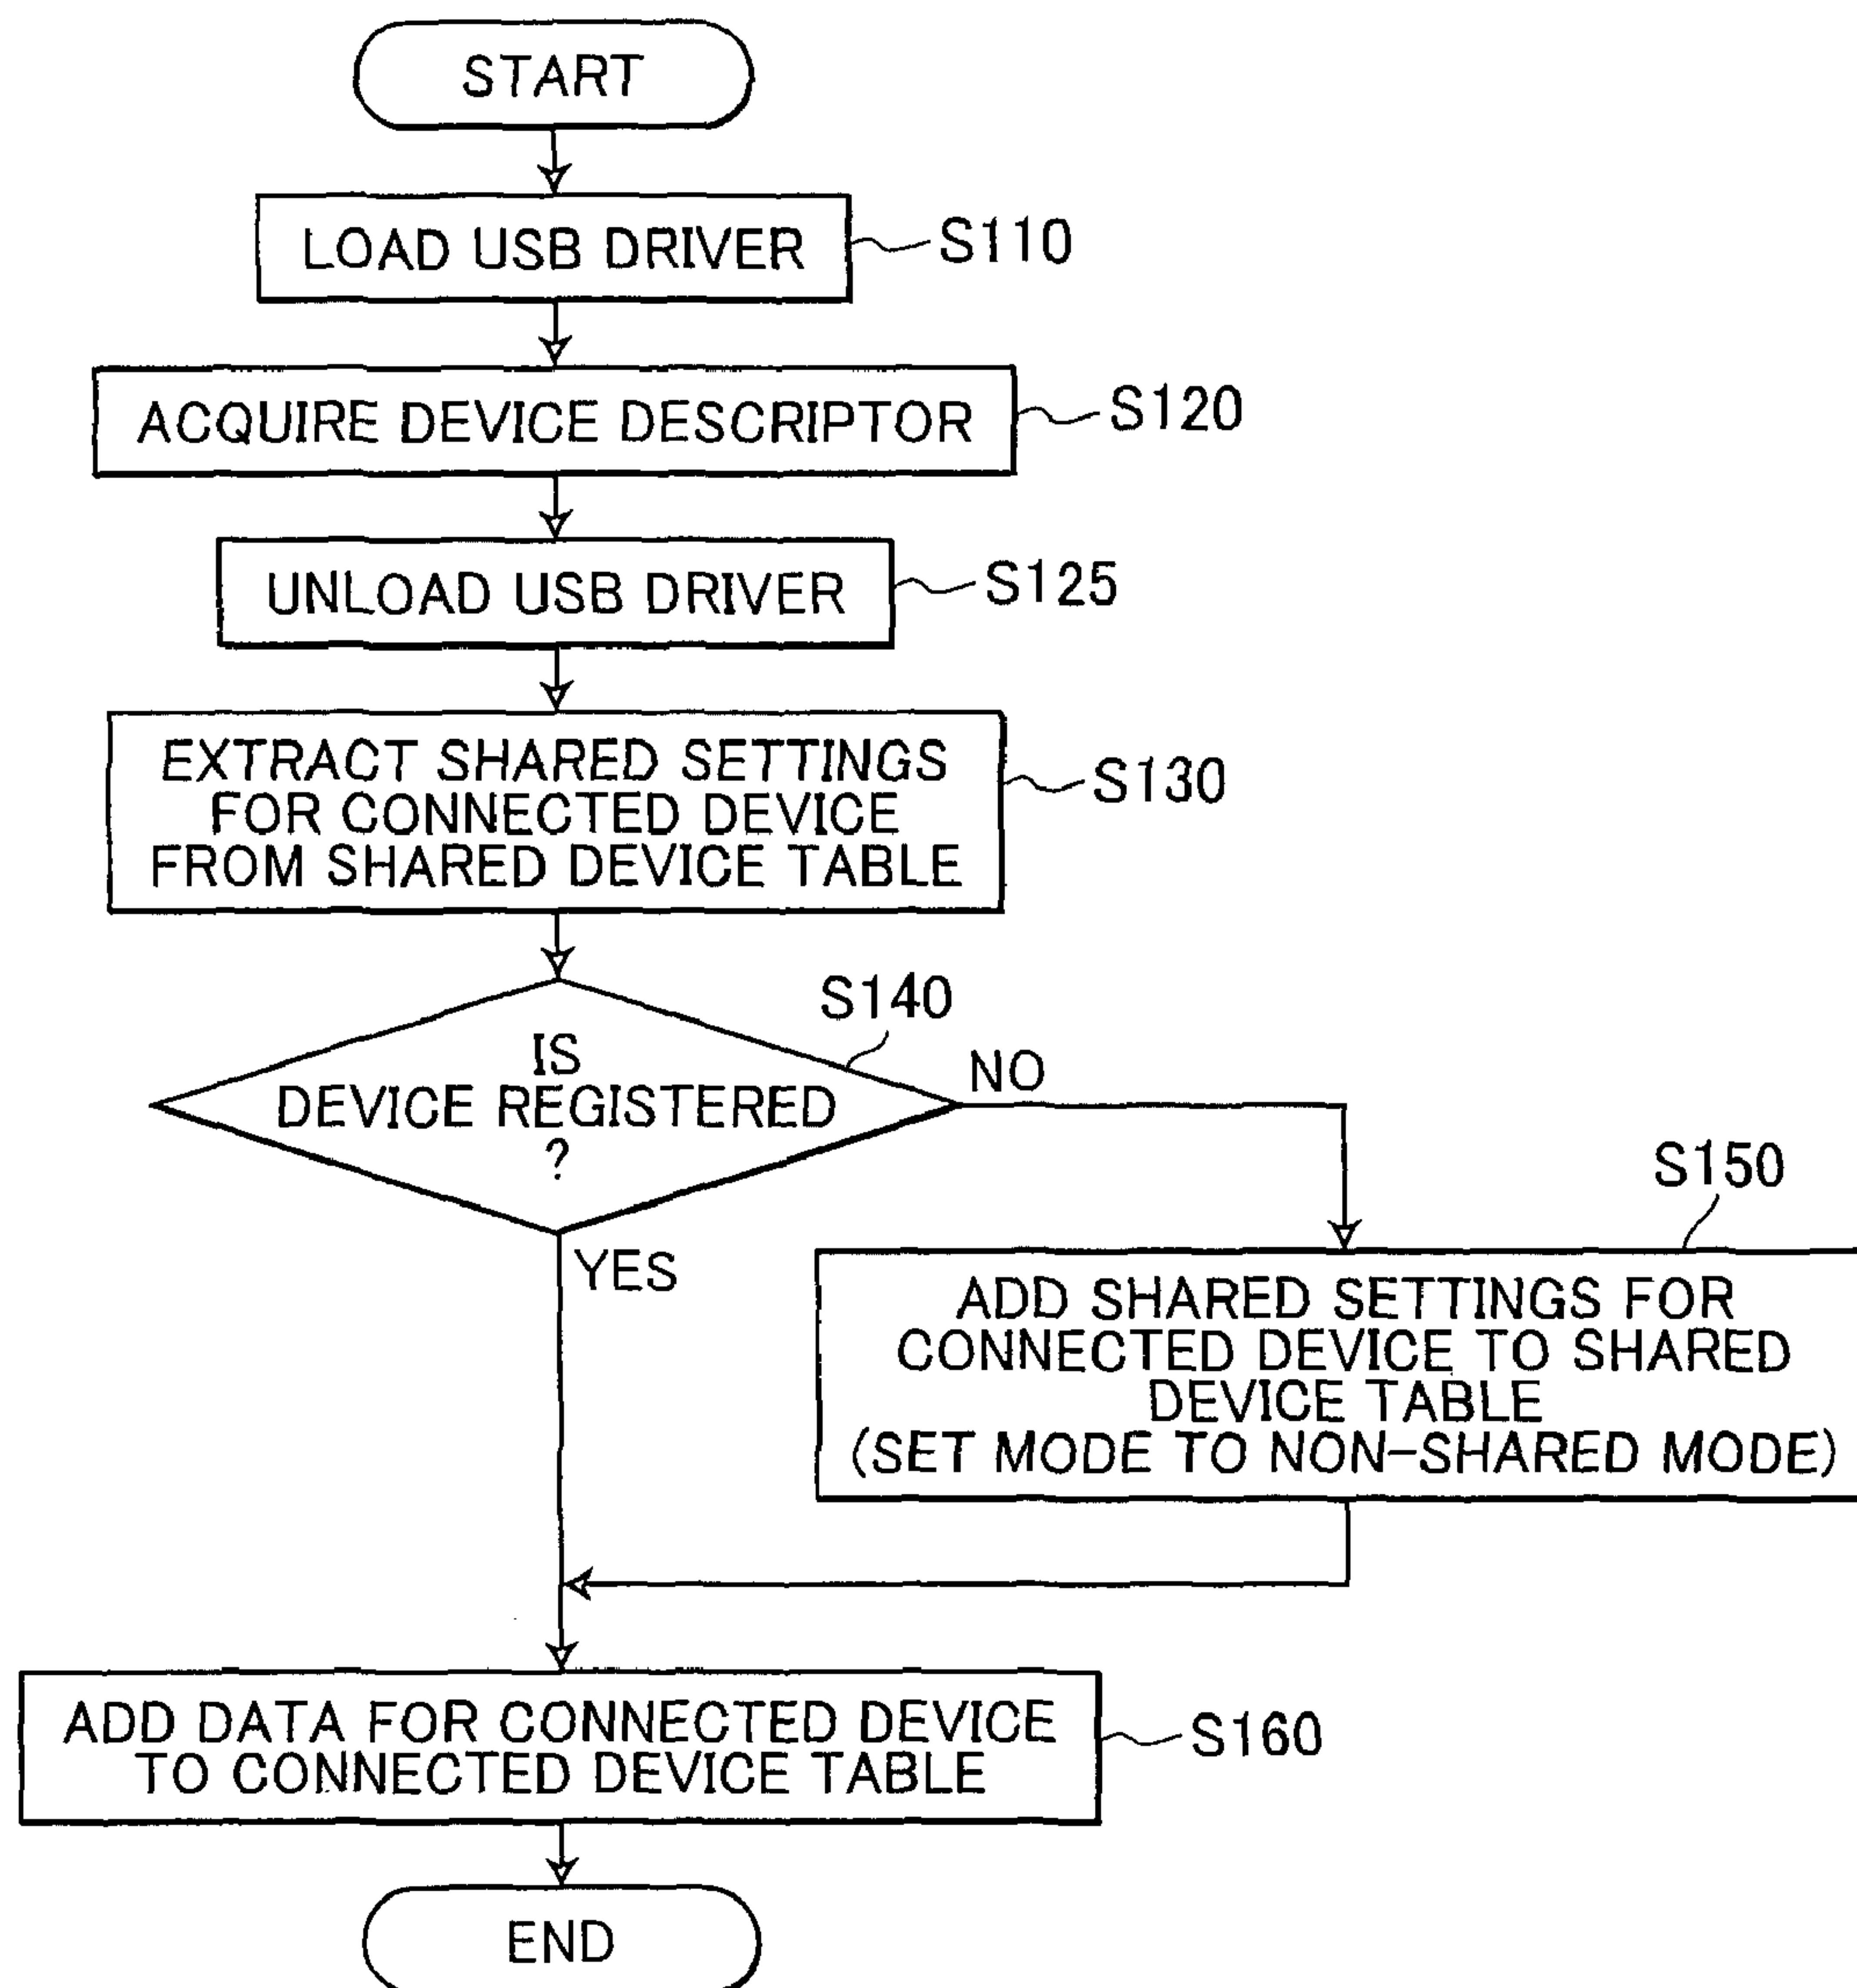 START
LOAD USB DRIVER
S110
ACQUIRE DEVICE DESCRIPTOR
S120
UNLOAD USB DRIVER
S125
EXTRACT SHARED SETTINGS
FOR CONNECTED DEVICE
FROM SHARED DEVICE TABLE
S130
S140
IS
DEVICE REGISTERED
?
NO
YES
S150
ADD SHARED SETTINGS FOR
CONNECTED DEVICE TO SHARED
DEVICE TABLE
(SET MODE TO NON-SHARED MODE)
ADD DATA FOR CONNECTED DEVICE
TO CONNECTED DEVICE TABLE
S160
END